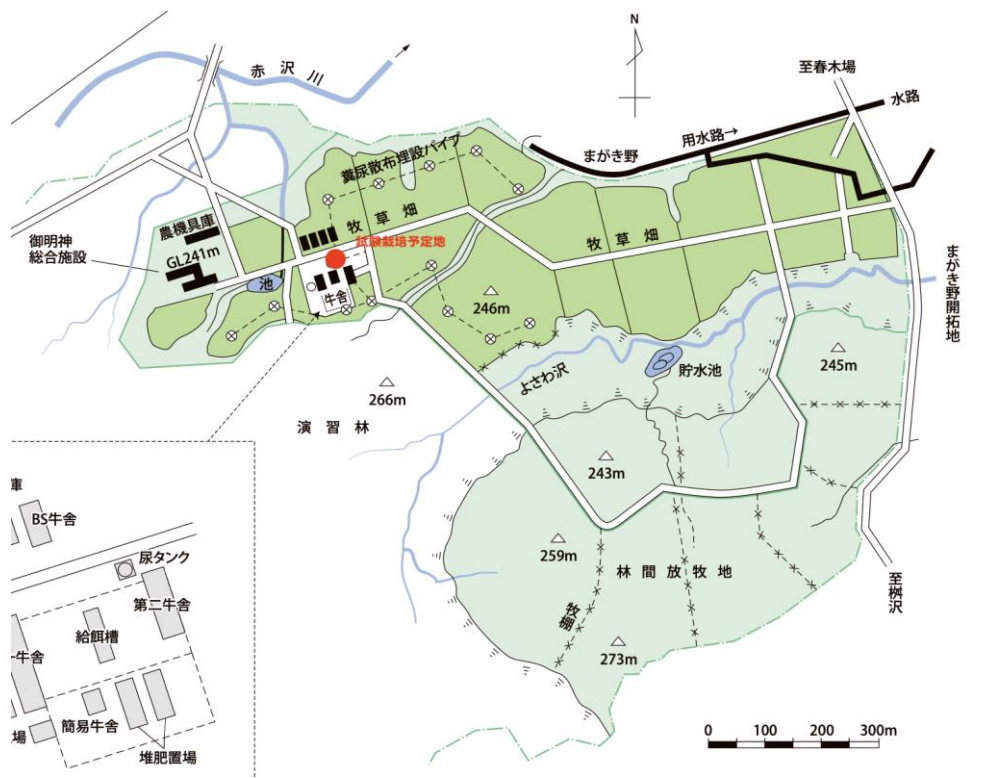 N
赤沢川
至春木場
水路
用水路→
まがき野
糞尿散布埋設パイプ
牧草畑
試験栽培予定地
農機具庫
御明神
総合施設
GL241m
池
牛舎
牧草畑
246m
まがき野開拓地
よさわ沢
貯水池
245m
266m
演習林
243m
259m
林間放牧地
牧棚
至桝沢
273m
庫
BS牛舎
尿タンク
第二牛舎
給餌槽
牛舎
簡易牛舎
場
堆肥置場
0 100 200 300m